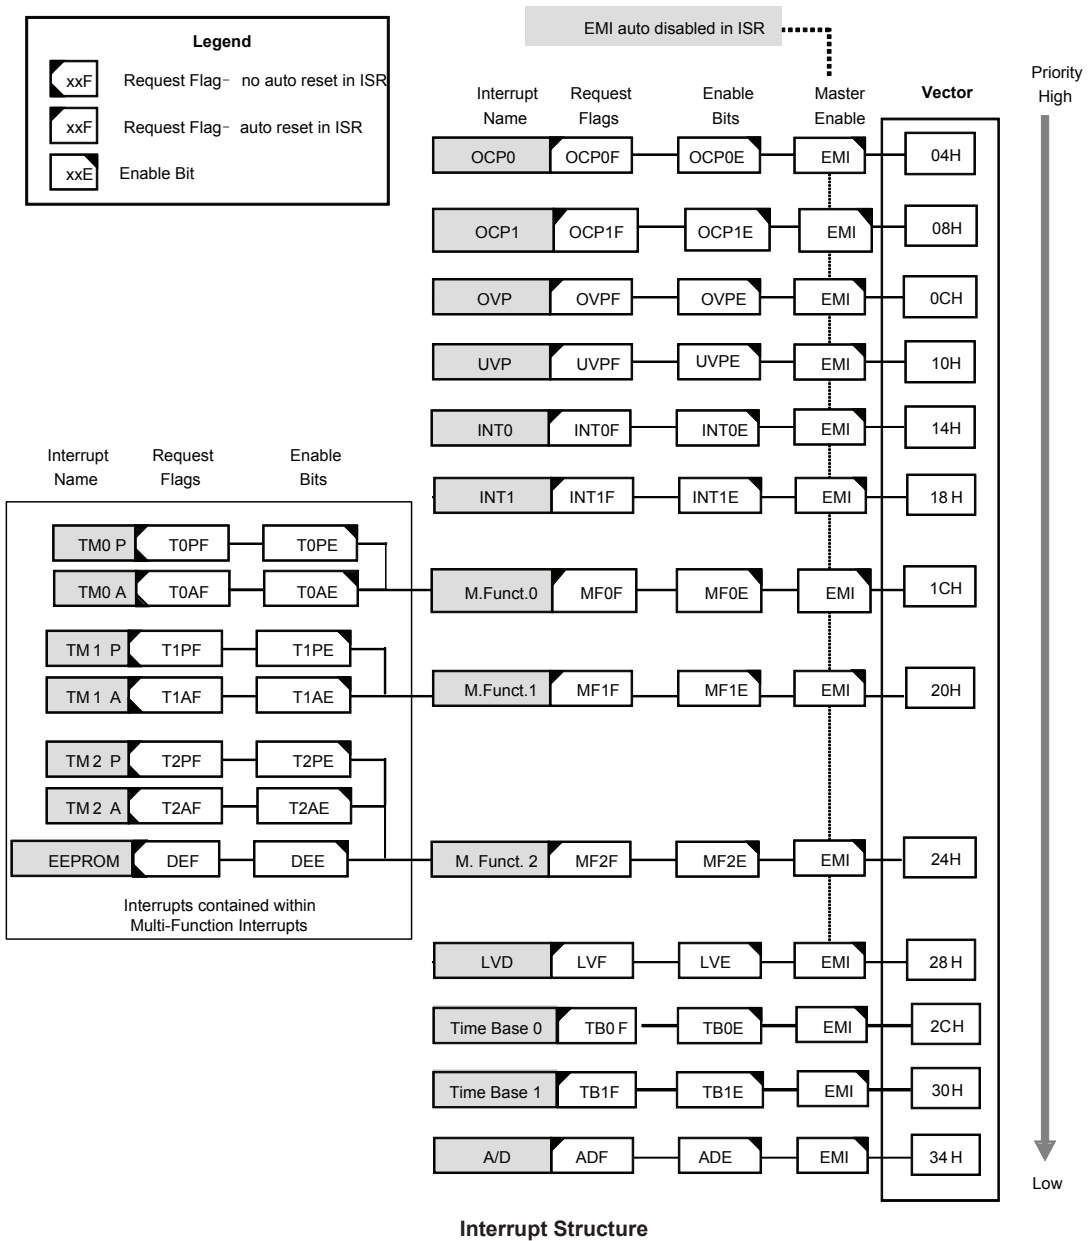 EMI auto disabled in ISR
Legend
xxF Request Flag– no auto reset in ISR
xxF Request Flag– auto reset in ISR
xxE Enable Bit
Priority
High
Interrupt Name
Request Flags
Enable Bits
Master Enable
Vector
OCP0 OCP0F OCP0E EMI 04H
OCP1 OCP1F OCP1E EMI 08H
OVP OVPF OVPE EMI 0CH
UVP UVPF UVPE EMI 10H
INT0 INT0F INT0E EMI 14H
INT1 INT1F INT1E EMI 18 H
Interrupt Name
Request Flags
Enable Bits
TM0 P T0PF T0PE
TM0 A T0AF T0AE M.Funct.0 MF0F MF0E EMI 1CH
TM 1 P T1PF T1PE
TM 1 A T1AF T1AE M.Funct.1 MF1F MF1E EMI 20H
TM 2 P T2PF T2PE
TM 2 A T2AF T2AE
EEPROM DEF DEE M. Funct. 2 MF2F MF2E EMI 24H
Interrupts contained within
Multi-Function Interrupts
LVD LVF LVE EMI 28 H
Time Base 0 TB0 F TB0E EMI 2CH
Time Base 1 TB1F TB1E EMI 30 H
A/D ADF ADE EMI 34 H
Low
Interrupt Structure